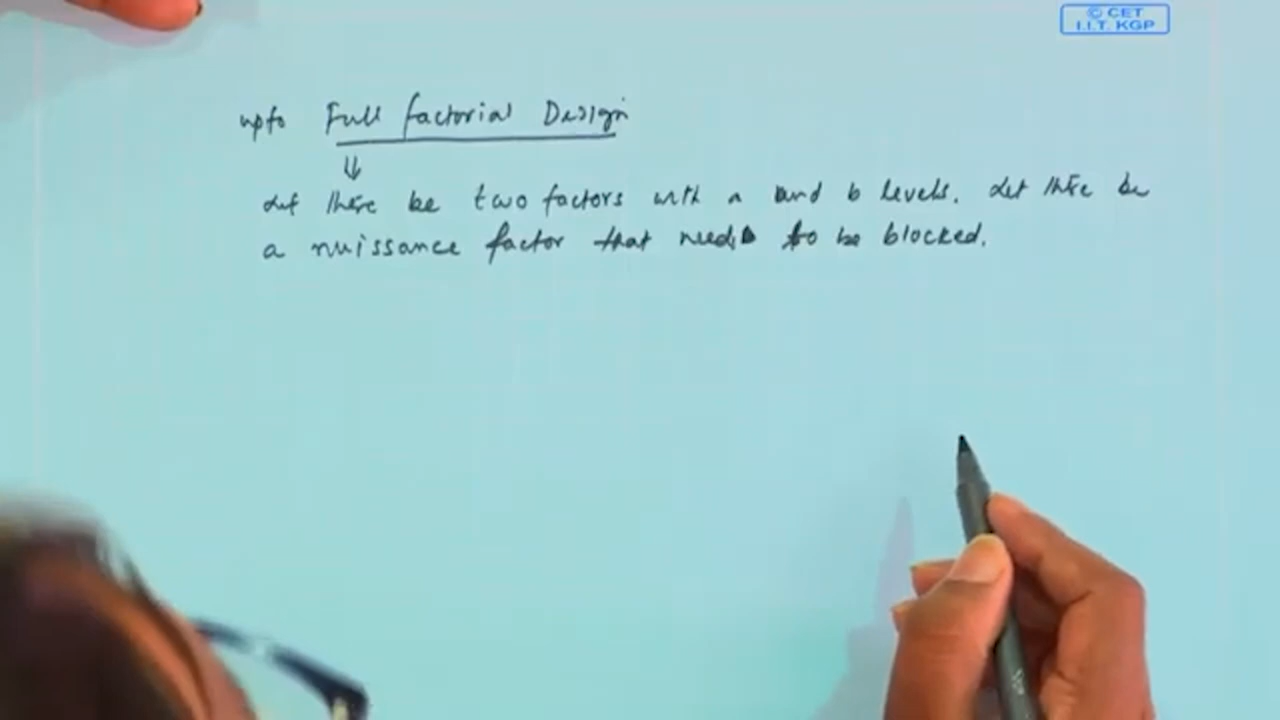 © CET
I.I.T. KGP
upto Full factorial Design
Let there be two factors with a and b levels. Let there be
a nuissance factor that needs to be blocked.